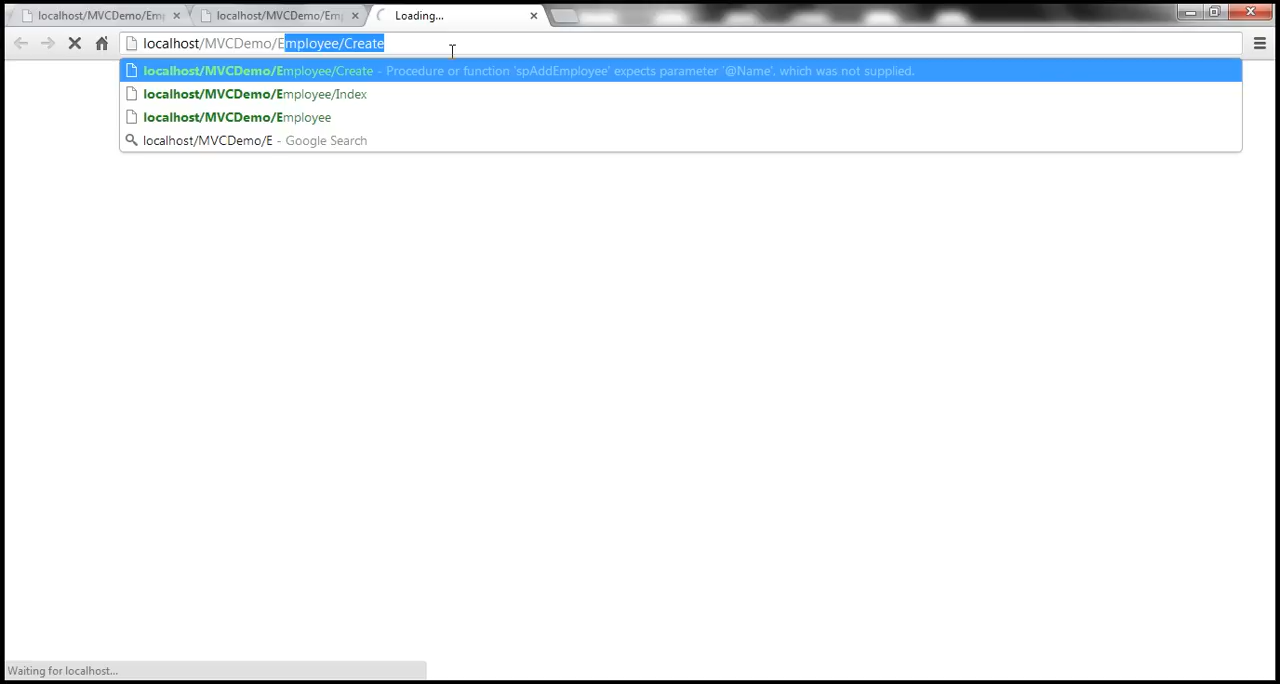 localhost/MVCDemo/Em
localhost/MVCDemo/Em
Loading...
localhost/MVCDemo/Employee/Create
localhost/MVCDemo/Employee/Create - Procedure or function 'spAddEmployee' expects parameter '@Name', which was not supplied.
localhost/MVCDemo/Employee/Index
localhost/MVCDemo/Employee
localhost/MVCDemo/E - Google Search
Waiting for localhost...